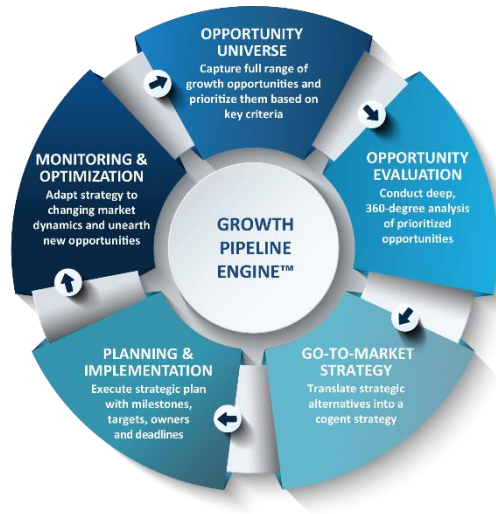 OPPORTUNITY
UNIVERSE
Capture full range of
growth opportunities and
prioritize them based on
key criteria
OPPORTUNITY
EVALUATION
Conduct deep,
360-degree analysis
of prioritized
opportunities
GO-TO-MARKET
STRATEGY
Translate strategic
alternatives into a
cogent strategy
PLANNING &
IMPLEMENTATION
Execute strategic plan
with milestones,
targets, owners
and deadlines
MONITORING &
OPTIMIZATION
Adapt strategy to
changing market
dynamics and unearth
new opportunities
GROWTH
PIPELINE
ENGINE™